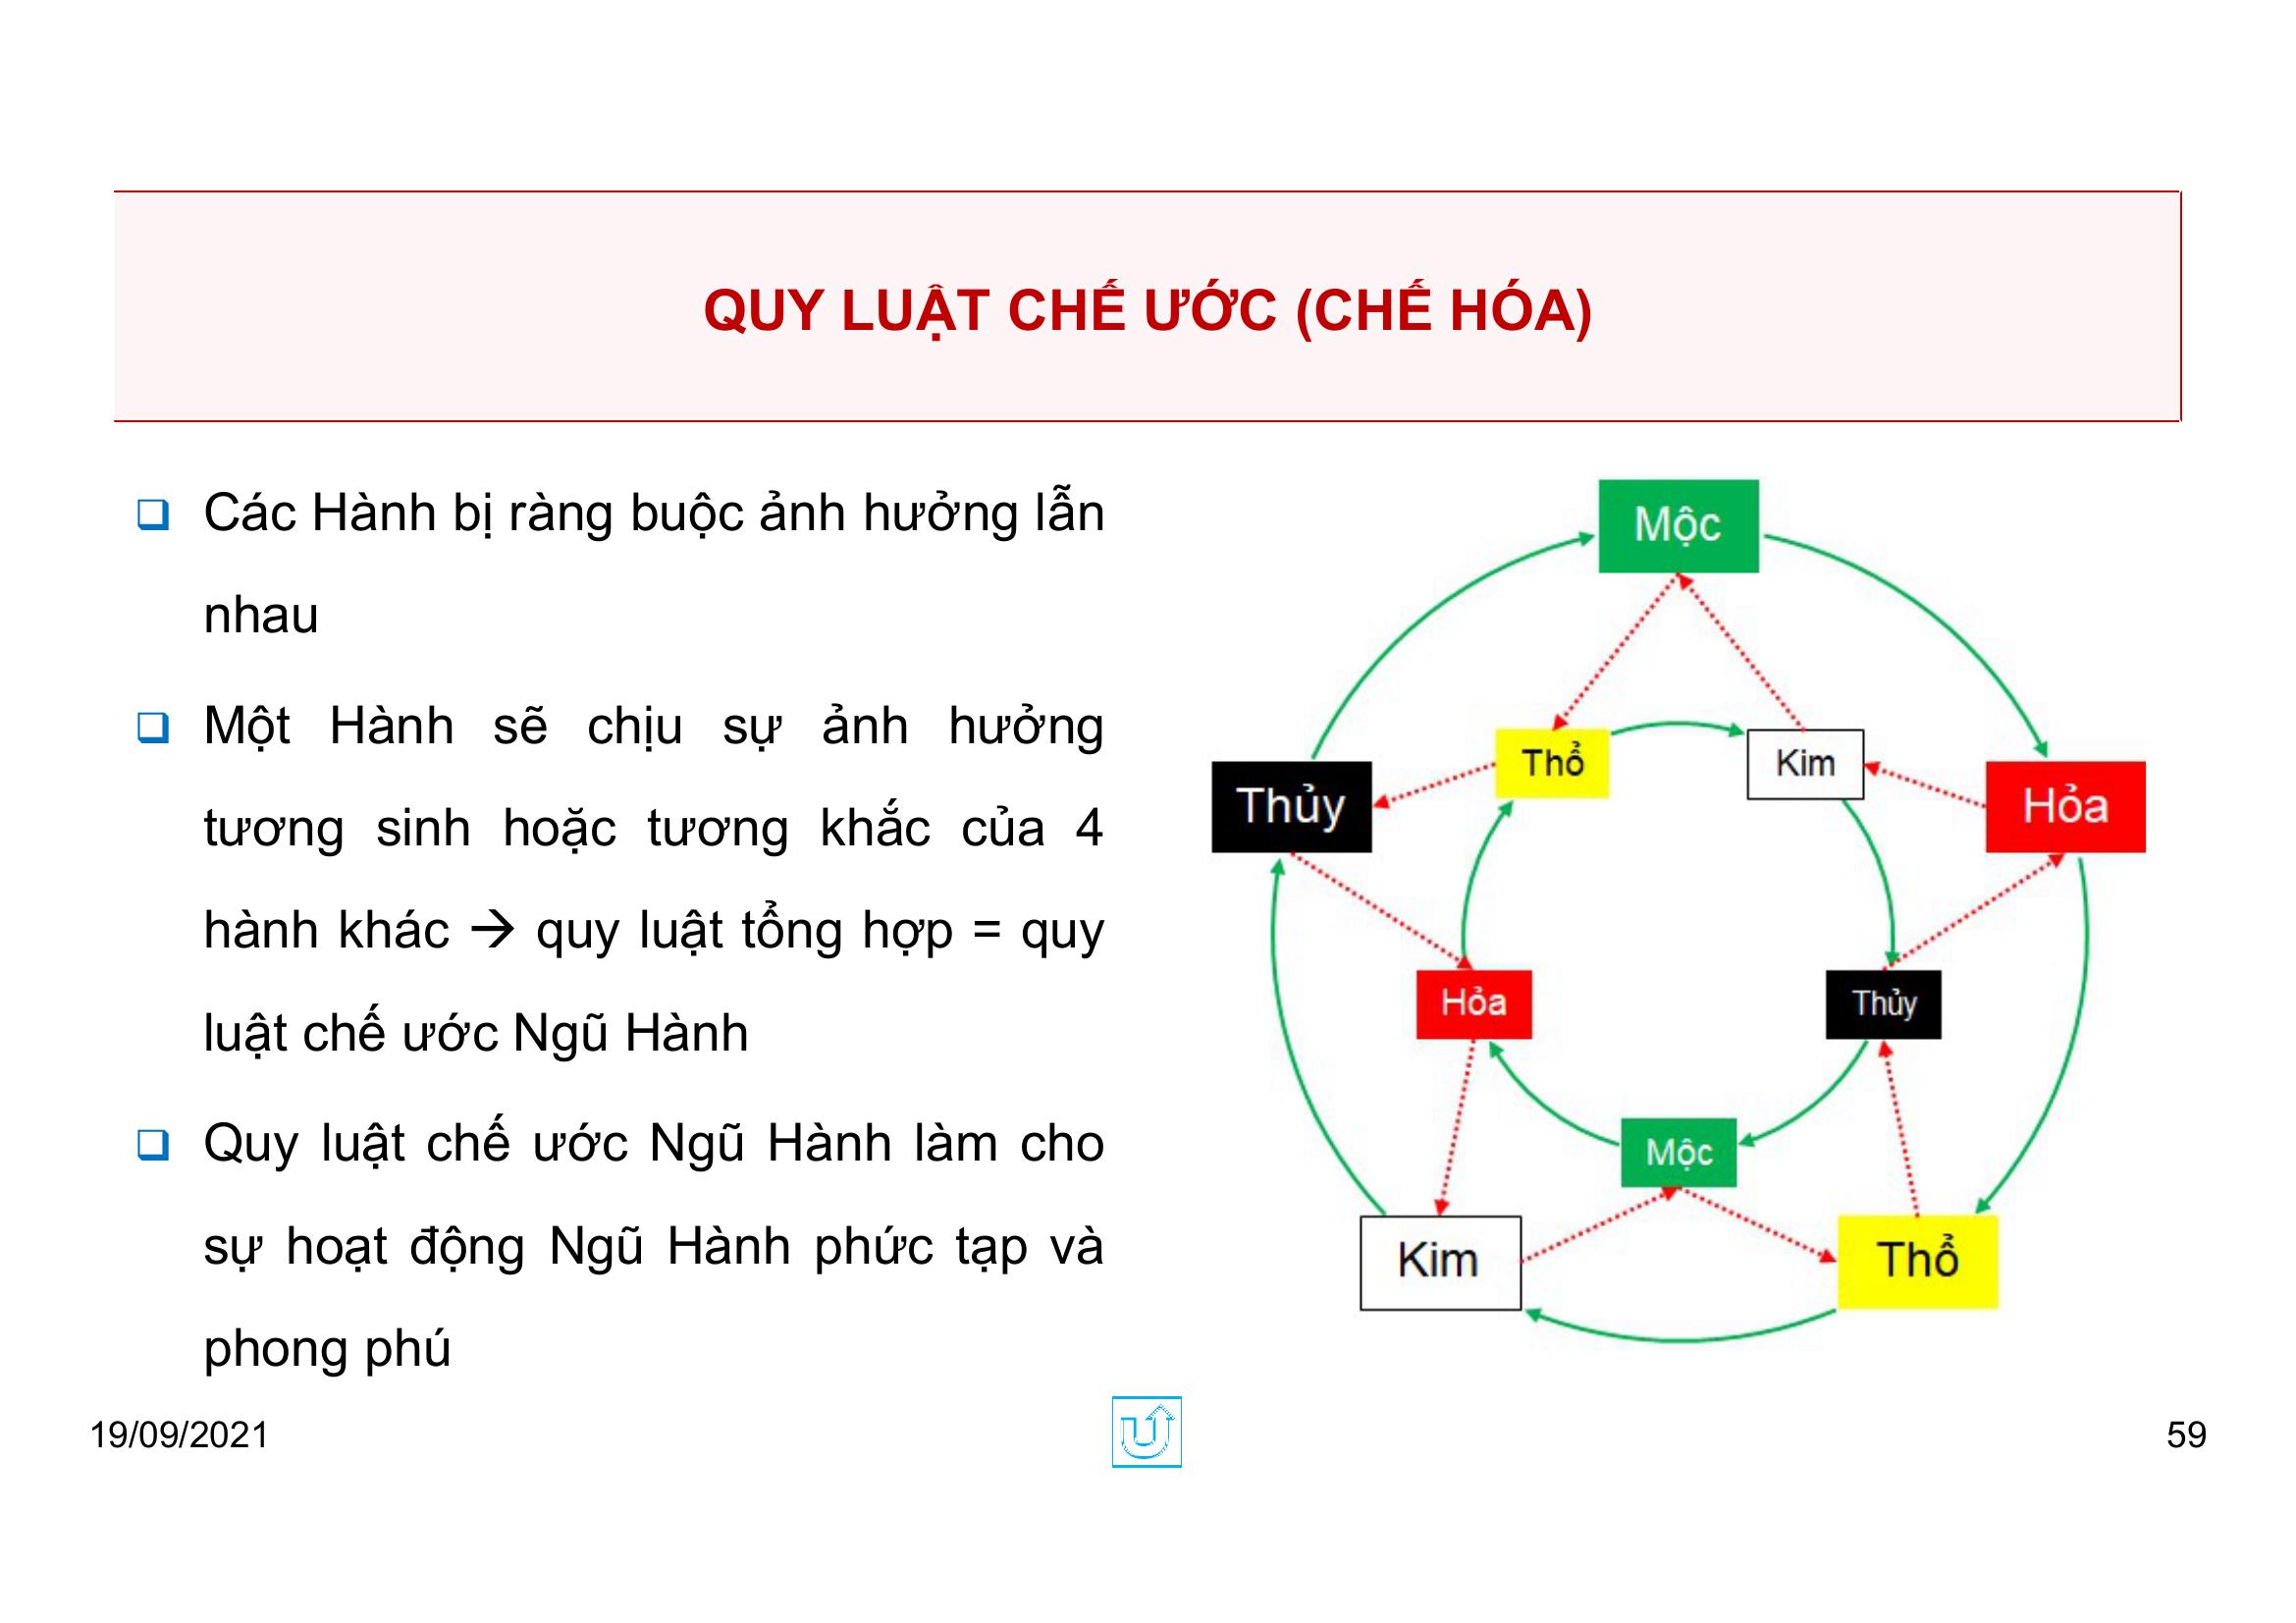 QUY LUẬT CHẾ ƯỚC (CHẾ HÓA)
❑ Các Hành bị ràng buộc ảnh hưởng lẫn
nhau
❑ Một Hành sẽ chịu sự ảnh hưởng
tương sinh hoặc tương khắc của 4
hành khác → quy luật tổng hợp = quy
luật chế ước Ngũ Hành
❑ Quy luật chế ước Ngũ Hành làm cho
sự hoạt động Ngũ Hành phức tạp và
phong phú
Mộc
Thổ
Kim
Thủy
Hỏa
Hỏa
Thủy
Mộc
Kim
Thổ
19/09/2021
59